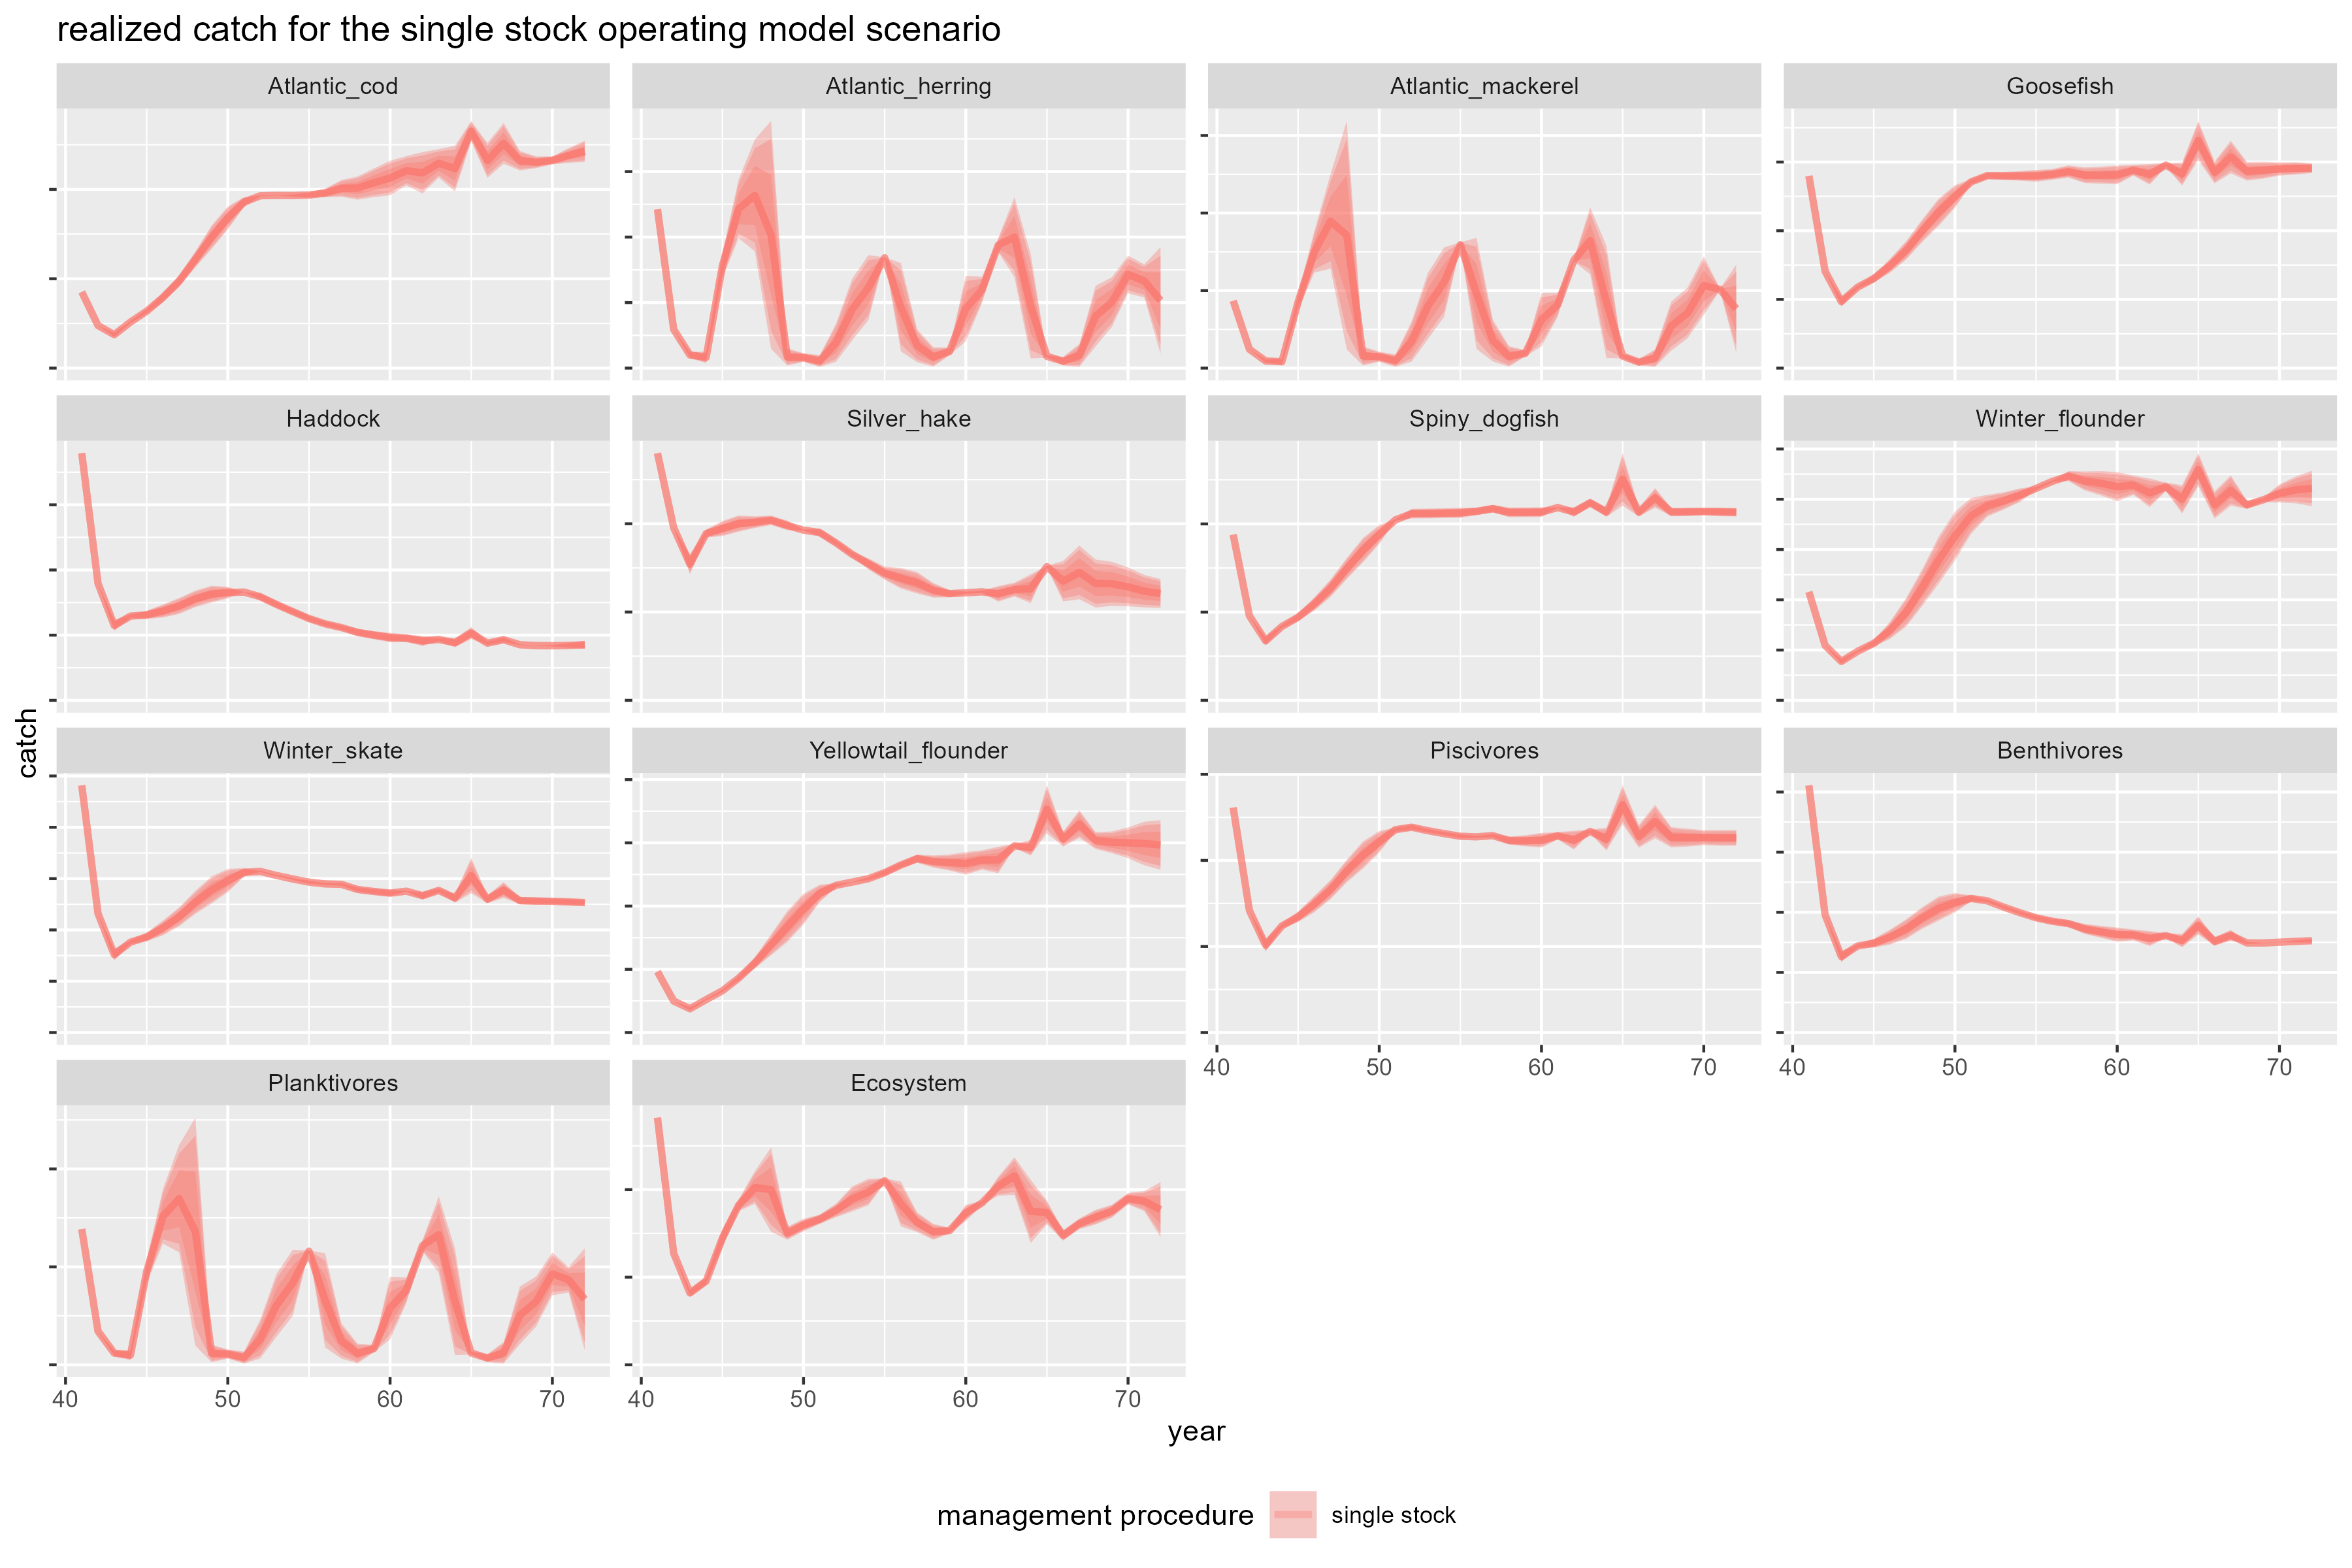 realized catch for the single stock operating model scenario
Atlantic_cod
Atlantic_herring
Atlantic_mackerel
Goosefish
Haddock
Silver_hake
Spiny_dogfish
Winter_flounder
Winter_skate
Yellowtail_flounder
Piscivores
Benthivores
40 50 60 70
40 50 60 70
Planktivores
Ecosystem
40 50 60 70
40 50 60 70
catch
year
management procedure single stock